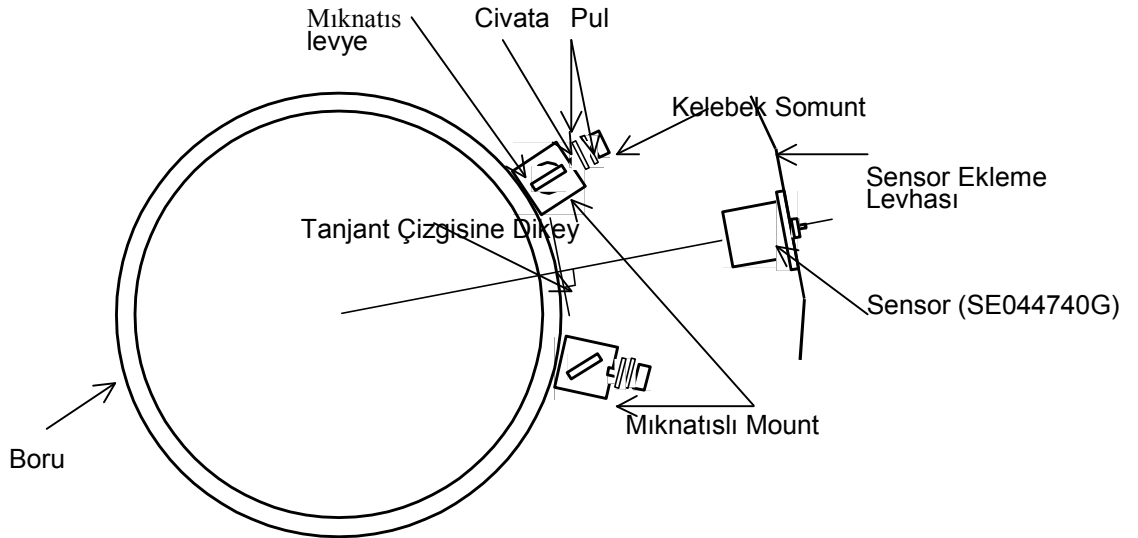 Mıknatıs
levye
Civata
Pul
Kelebek Somunt
Sensor Ekleme
Levhası
Tanjant Çizgisine Dikey
Sensor (SE044740G)
Mıknatıslı Mount
Boru